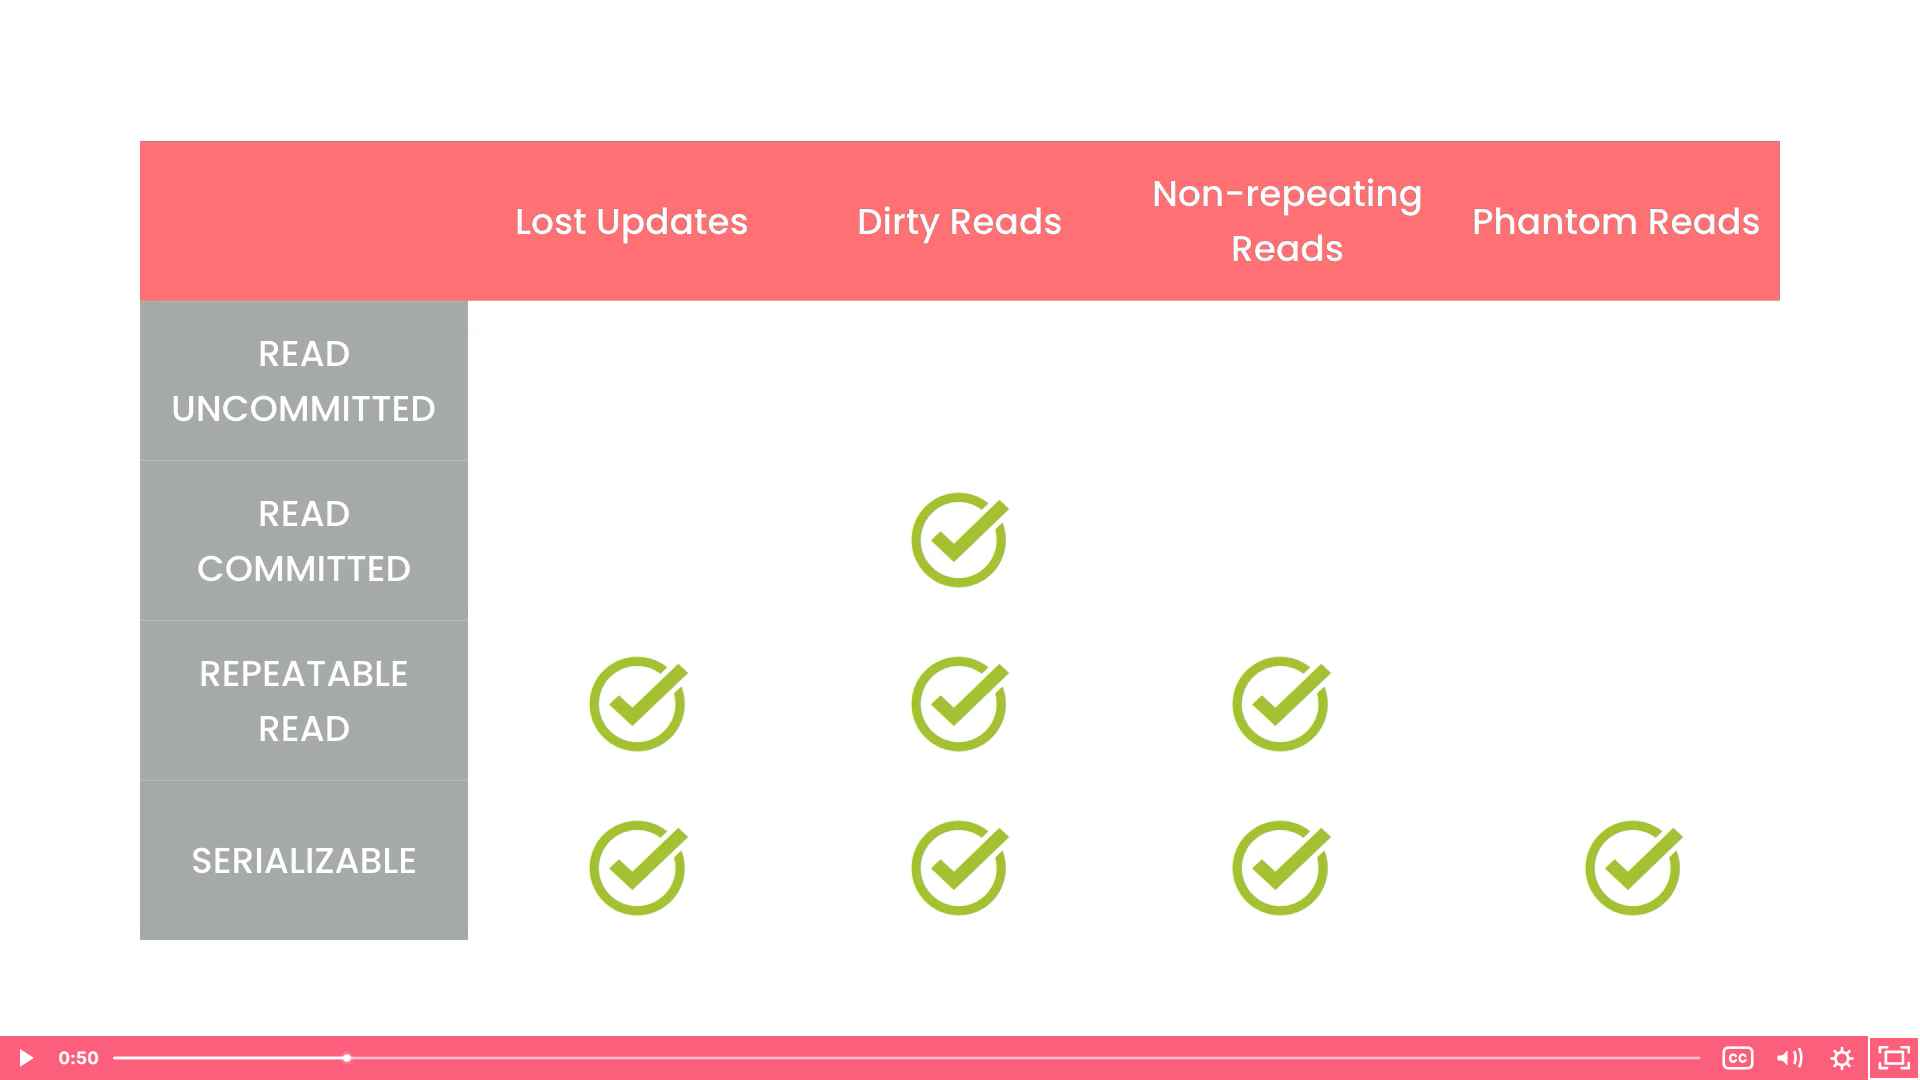 Lost Updates
Dirty Reads
Non-repeating
Reads
Phantom Reads
READ
UNCOMMITTED
READ
COMMITTED
REPEATABLE
READ
SERIALIZABLE
0:50
CC